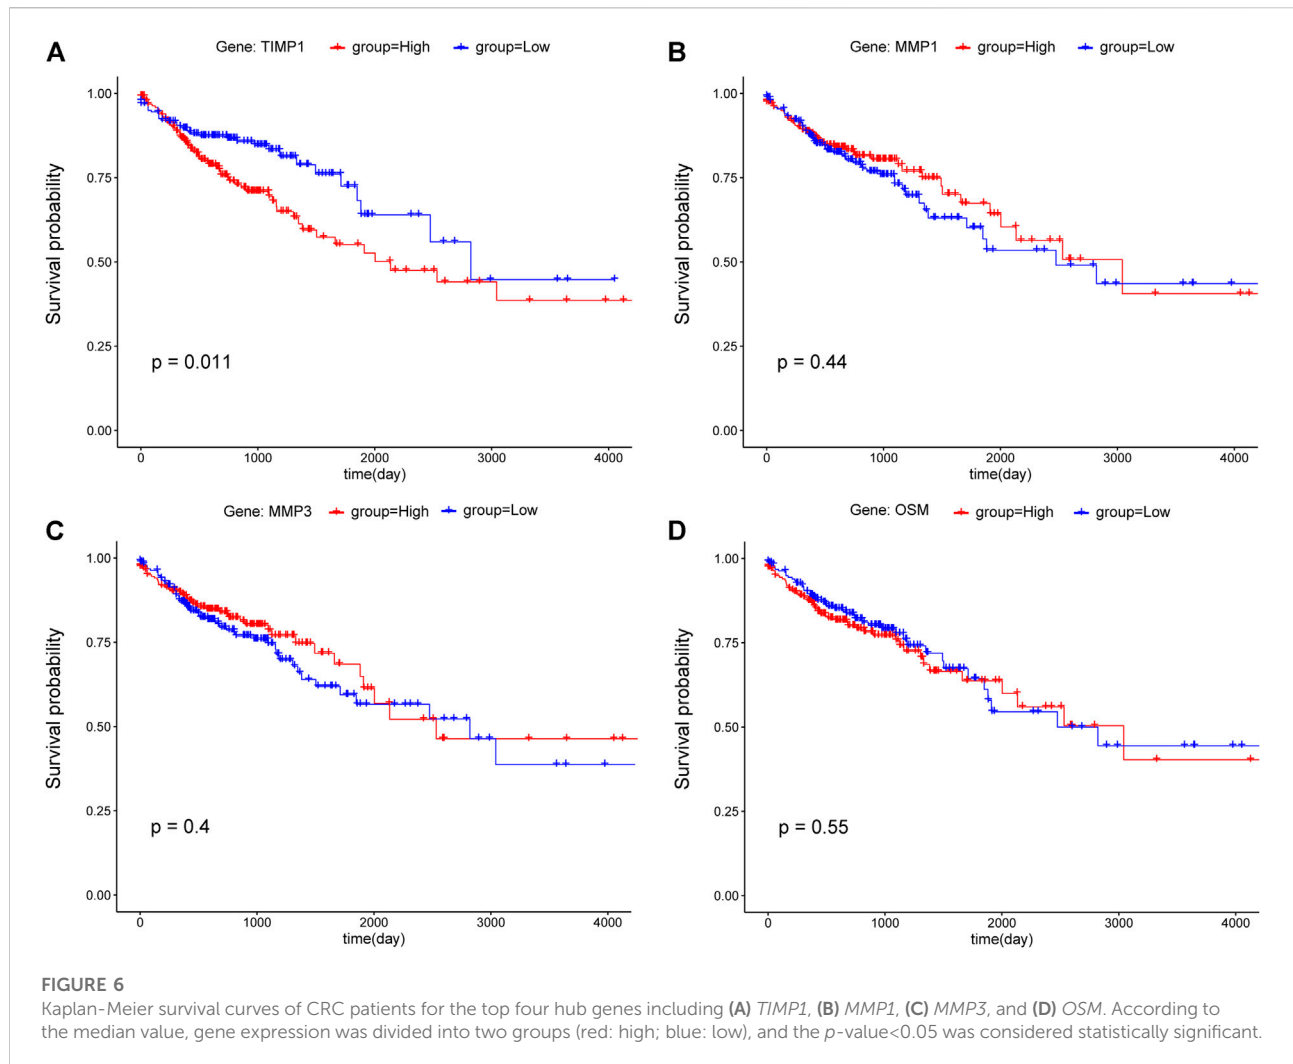 A
Gene: TIMP1 group=High group=Low
1.00
0.75
0.50
0.25
0.00
Survival probability
p = 0.011
0 1000 2000 3000 4000
time(day)
B
Gene: MMP1 group=High group=Low
1.00
0.75
0.50
0.25
0.00
Survival probability
p = 0.44
0 1000 2000 3000 4000
time(day)
C
Gene: MMP3 group=High group=Low
1.00
0.75
0.50
0.25
0.00
Survival probability
p = 0.4
0 1000 2000 3000 4000
time(day)
D
Gene: OSM group=High group=Low
1.00
0.75
0.50
0.25
0.00
Survival probability
p = 0.55
0 1000 2000 3000 4000
time(day)
FIGURE 6
Kaplan-Meier survival curves of CRC patients for the top four hub genes including (A) TIMP1, (B) MMP1, (C) MMP3, and (D) OSM. According to
the median value, gene expression was divided into two groups (red: high; blue: low), and the p-value<0.05 was considered statistically significant.